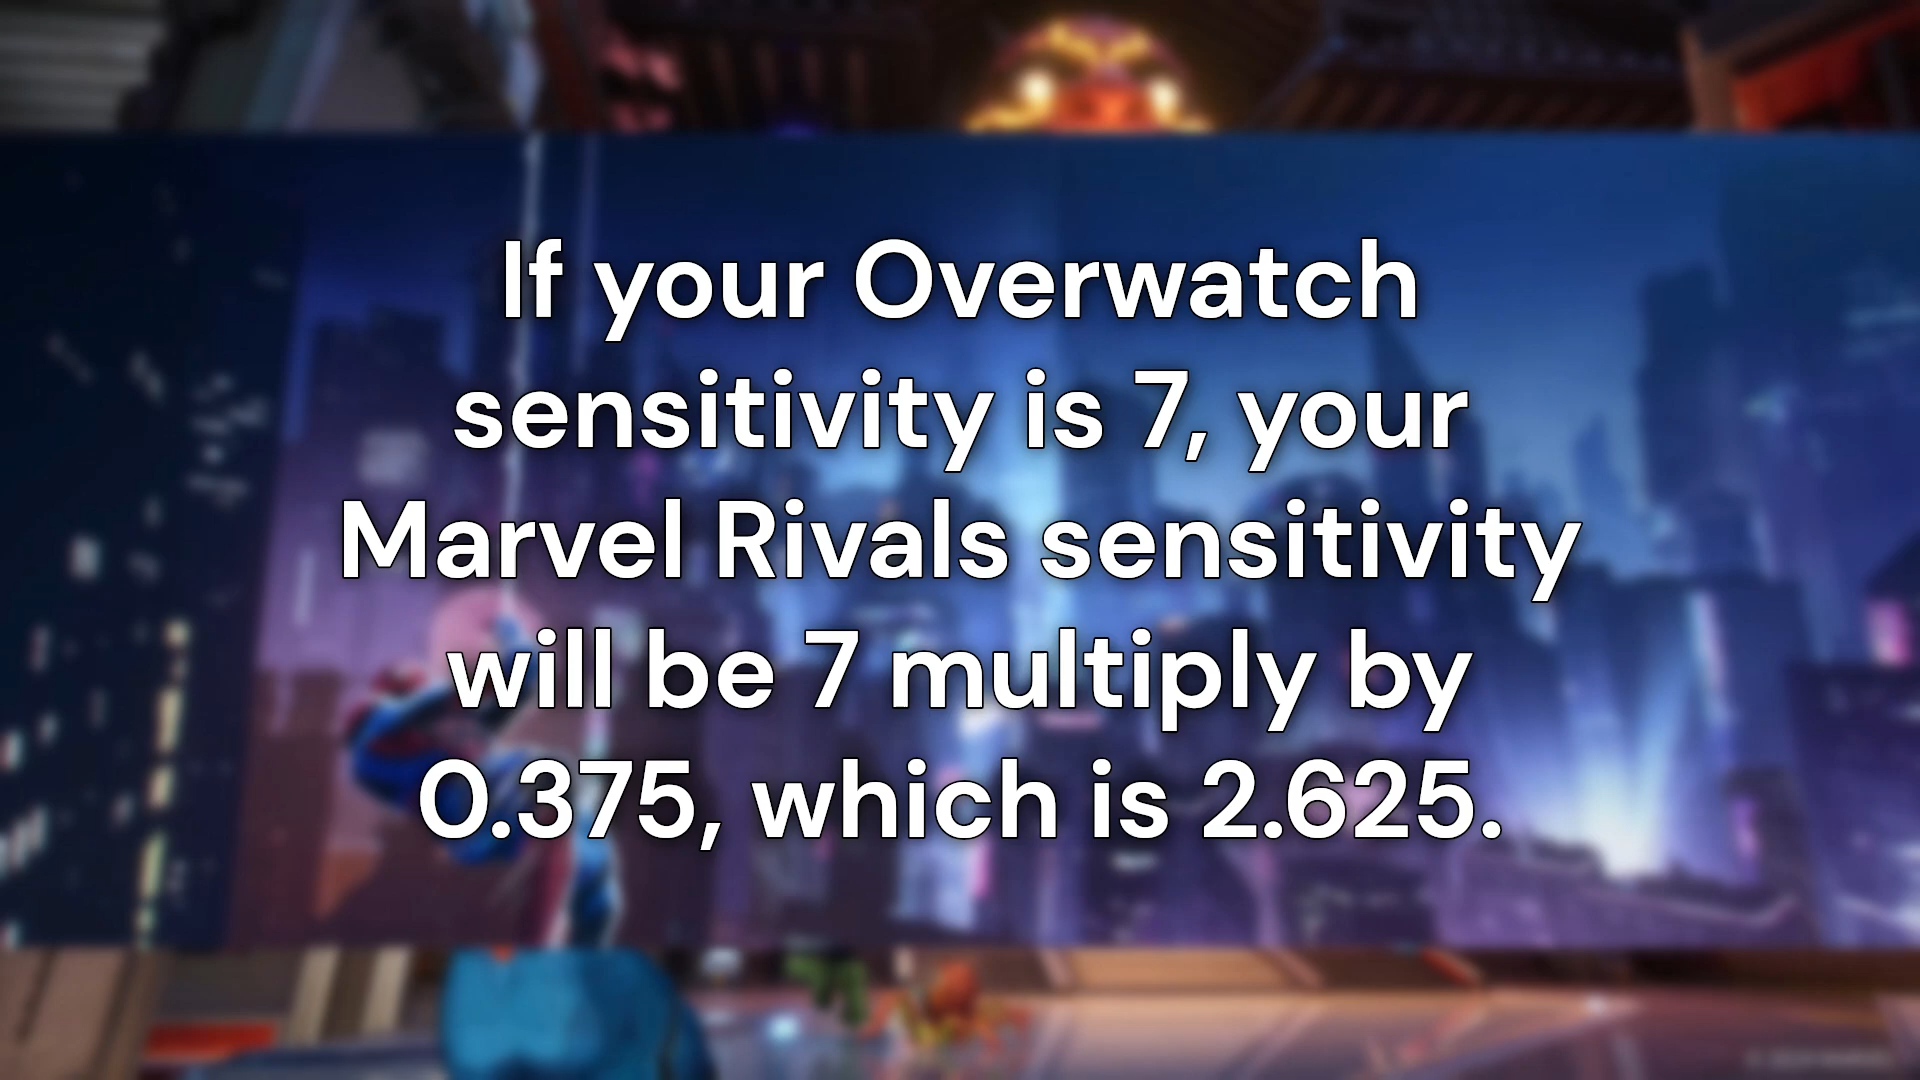 If your Overwatch
sensitivity is 7, your
Marvel Rivals sensitivity
will be 7 multiply by
0.375, which is 2.625.